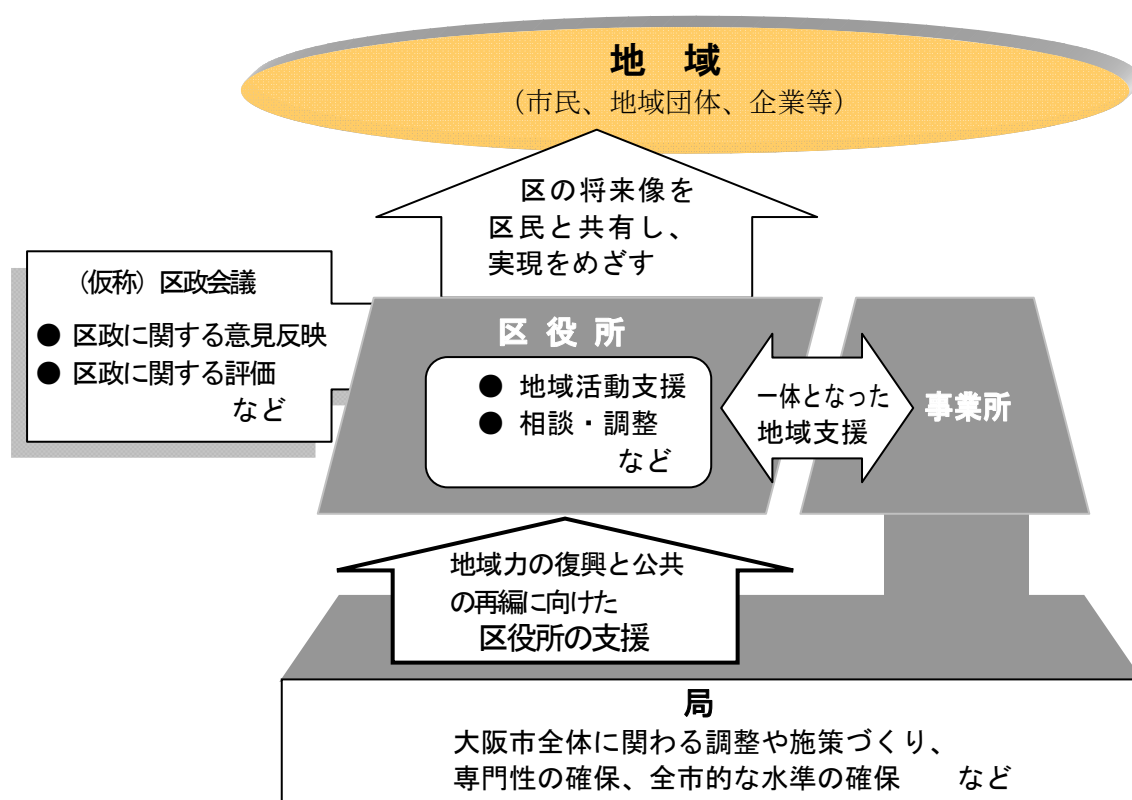 地　域
（市民、地域団体、企業等）
区の将来像を
区民と共有し、
実現をめざす
（仮称）区政会議
● 区政に関する意見反映
● 区政に関する評価
など
区 役 所
● 地域活動支援
● 相談・調整
など
一体となった
地域支援
事業所
地域力の復興と公共
の再編に向けた
区役所の支援
局
大阪市全体に関わる調整や施策づくり、
専門性の確保、全市的な水準の確保　　など